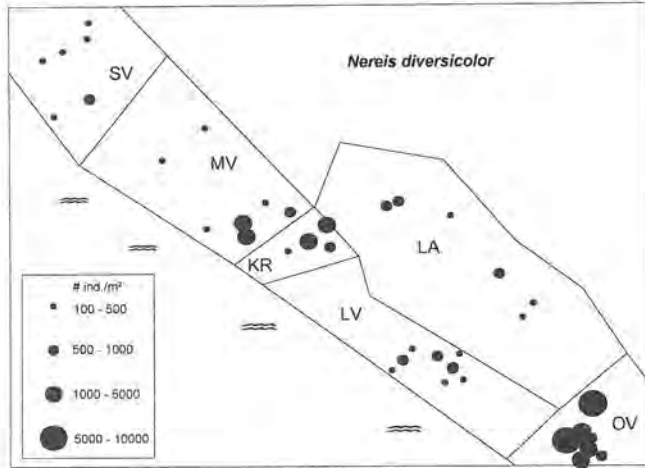 Nereis diversicolor
SV
MV
LA
KR
LV
OV
# ind./m²
100 - 500
500 - 1000
1000 - 5000
5000 - 10000